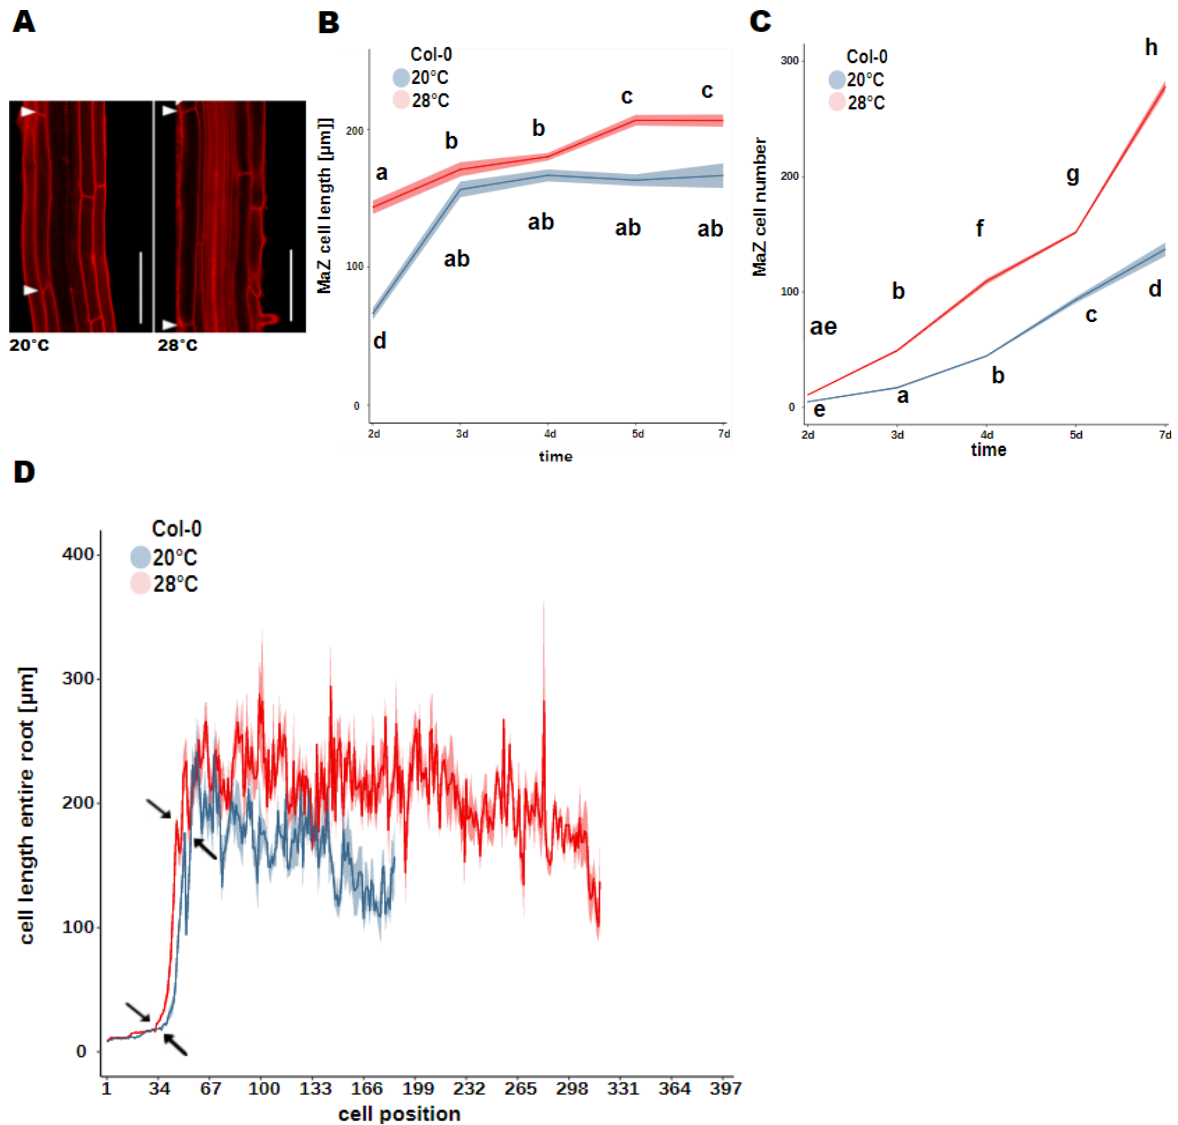 A
20°C
28°C
B
Col-0
20°C
28°C
MaZ cell length [µm]]
200
100
0
a
b
b
c
c
d
ab
ab
ab
ab
2d
3d
4d
5d
7d
time
C
Col-0
20°C
28°C
MaZ cell number
300
200
100
0
ae
b
f
g
h
e
a
b
c
d
2d
3d
4d
5d
7d
time
D
Col-0
20°C
28°C
cell length entire root [µm]
400
300
200
100
0
1
34
67
100
133
166
199
232
265
298
331
364
397
cell position